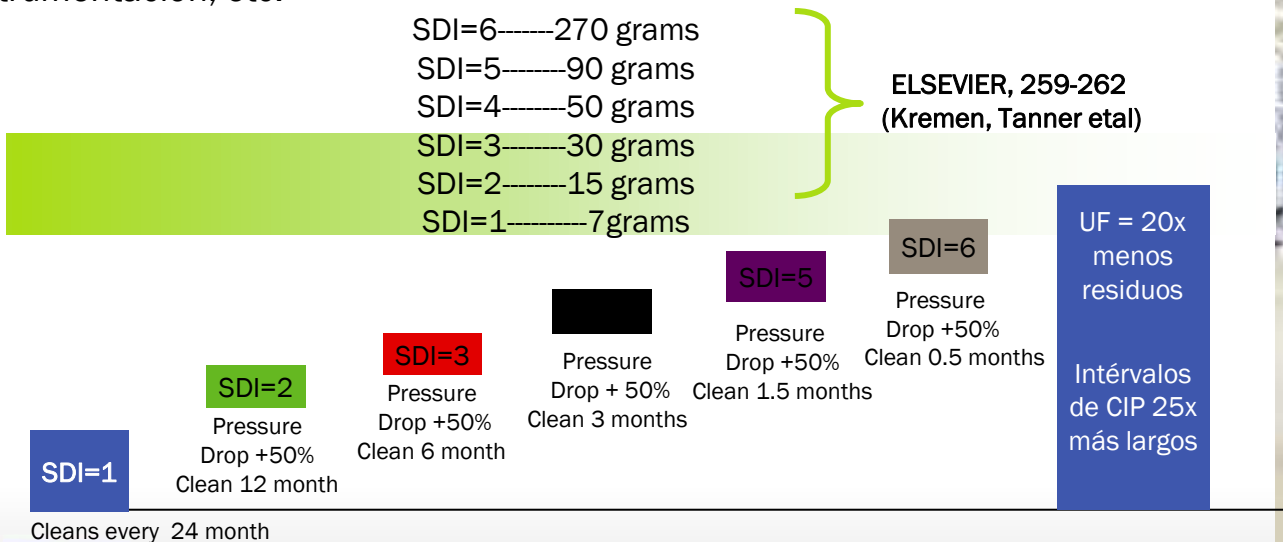 tramentación, etc.
SDI=6-------270 grams
SDI=5--------90 grams
SDI=4--------50 grams
SDI=3--------30 grams
SDI=2--------15 grams
SDI=1----------7grams
ELSEVIER, 259-262
(Kremen, Tanner etal)
SDI=1
Cleans every 24 month
SDI=2
Pressure
Drop +50%
Clean 12 month
SDI=3
Pressure
Drop +50%
Clean 6 month
Pressure
Drop + 50%
Clean 3 months
SDI=5
Pressure
Drop +50%
Clean 1.5 months
SDI=6
Pressure
Drop +50%
Clean 0.5 months
UF = 20x
menos
residuos
Intérvalos
de CIP 25x
más largos